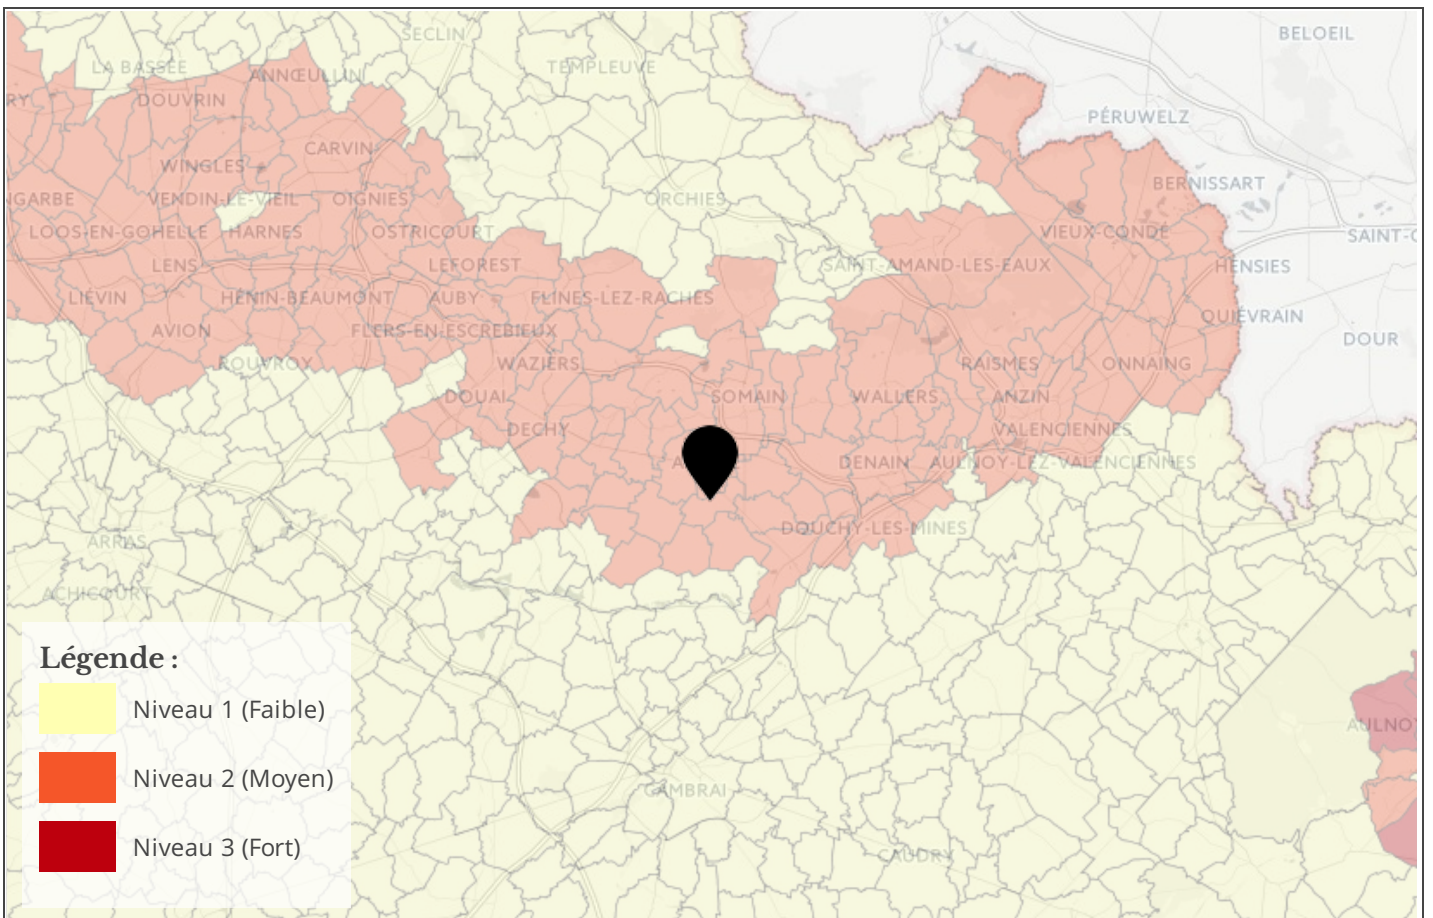 SECLIN
BELOEIL
LA BASSÉE
ANNŒULLIN
TEMPLEUVE
RY
DOUVRIN
PÉRUWELZ
CARVIN
WINGLES
BERNISSART
NGARBE
VENDIN-LE-VIEIL
OIGNIES
ORCHIES
LOOS-EN-GOHELLE
HARNES
OSTRICOURT
VIEUX-CONDÉ
SAINT-G
LENS
LEFOREST
SAINT-AMAND-LES-EAUX
HENSIES
LIÉVIN
HÉNIN-BEAUMONT
AUBY
FLINES-LEZ-RACHES
QUIÉVRAIN
AVION
FLERS-EN-ESCREBIEUX
DOUR
ROUVROY
WAZIERS
RAISMES
ONNAING
DOUAI
SOMAIN
WALLERS
ANZIN
DECHY
VALENCIENNES
DENAIN
AULNOY-LEZ-VALENCIENNES
DOUCHY-LES-MINES
ARRAS
ACHICOURT
Légende :
Niveau 1 (Faible)
AULNO
Niveau 2 (Moyen)
CAMBRAI
Niveau 3 (Fort)
CAUDRY